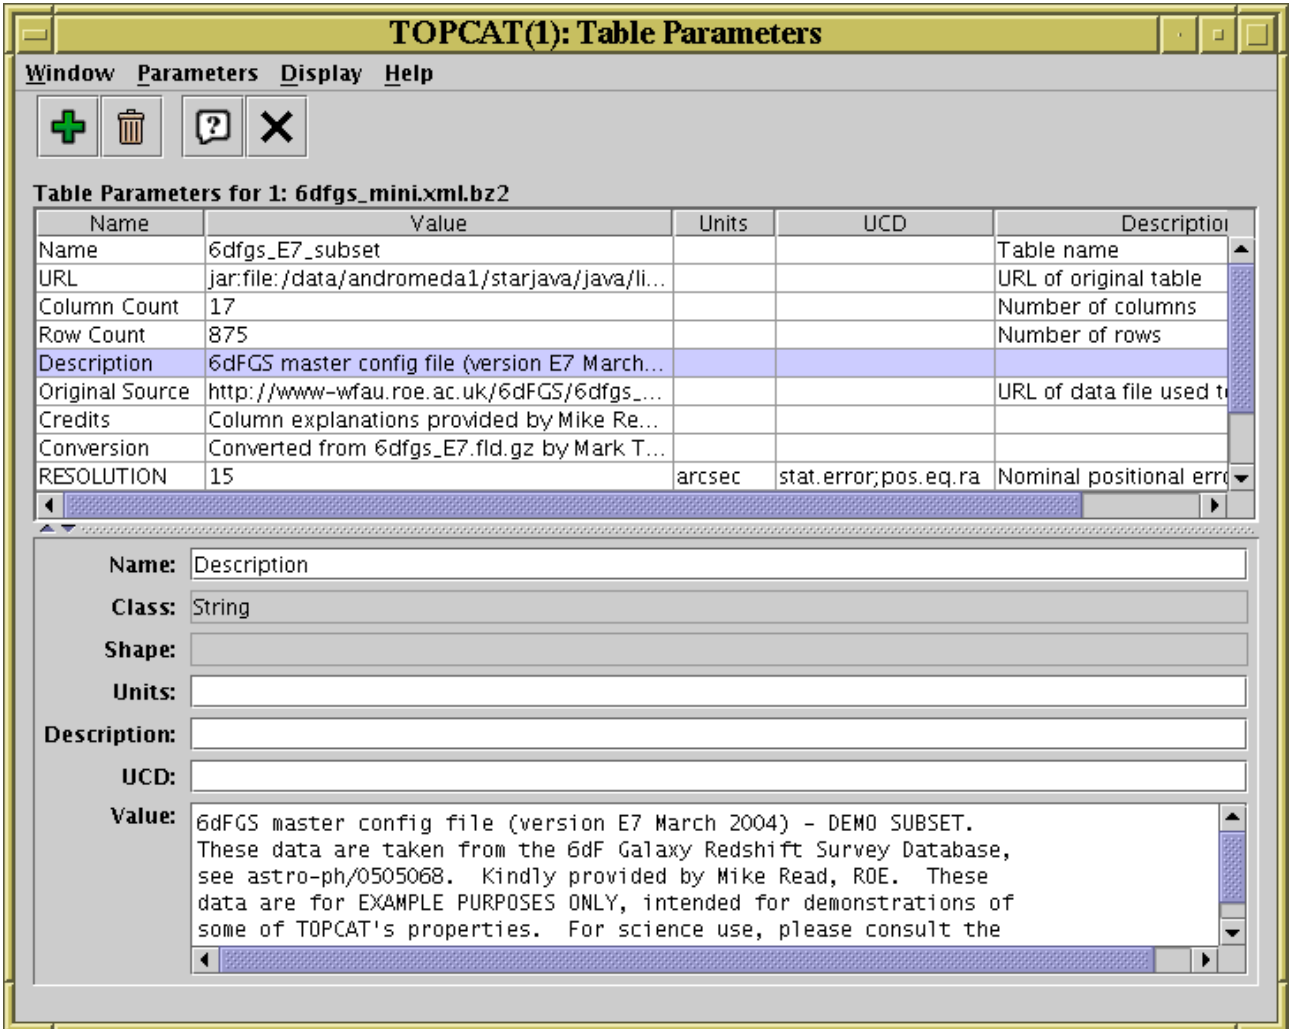 TOPCAT(1): Table Parameters
Window Parameters Display Help
Table Parameters for 1: 6dfgs_mini.xml.bz2
Name Value Units UCD Description
Name 6dfgs_E7_subset Table name
URL jar:file:/data/andromeda1/starjava/java/li... URL of original table
Column Count 17 Number of columns
Row Count 875 Number of rows
Description 6dFGS master config file (version E7 March...
Original Source http://www-wfau.roe.ac.uk/6dFGS/6dfgs_... URL of data file used t
Credits Column explanations provided by Mike Re...
Conversion Converted from 6dfgs_E7.fld.gz by Mark T...
RESOLUTION 15 arcsec stat.error;pos.eq.ra Nominal positional erro
Name: Description
Class: String
Shape:
Units:
Description:
UCD:
Value: 6dFGS master config file (version E7 March 2004) - DEMO SUBSET.
These data are taken from the 6dF Galaxy Redshift Survey Database,
see astro-ph/0505068. Kindly provided by Mike Read, ROE. These
data are for EXAMPLE PURPOSES ONLY, intended for demonstrations of
some of TOPCAT's properties. For science use, please consult the